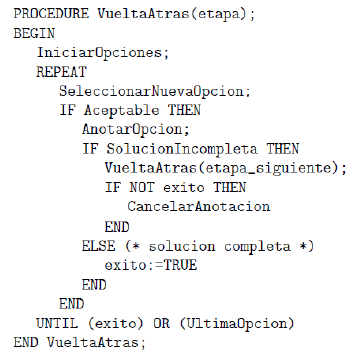 PROCEDURE VueltaAtras(etapa);
BEGIN
IniciarOpciones;
REPEAT
SeleccionarNuevaOpcion;
IF Aceptable THEN
AnotarOpcion;
IF SolucionIncompleta THEN
VueltaAtras(etapa_siguiente);
IF NOT exito THEN
CancelarAnotacion
END
ELSE (* solucion completa *)
exito:=TRUE
END
END
UNTIL (exito) OR (UltimaOpcion)
END VueltaAtras;